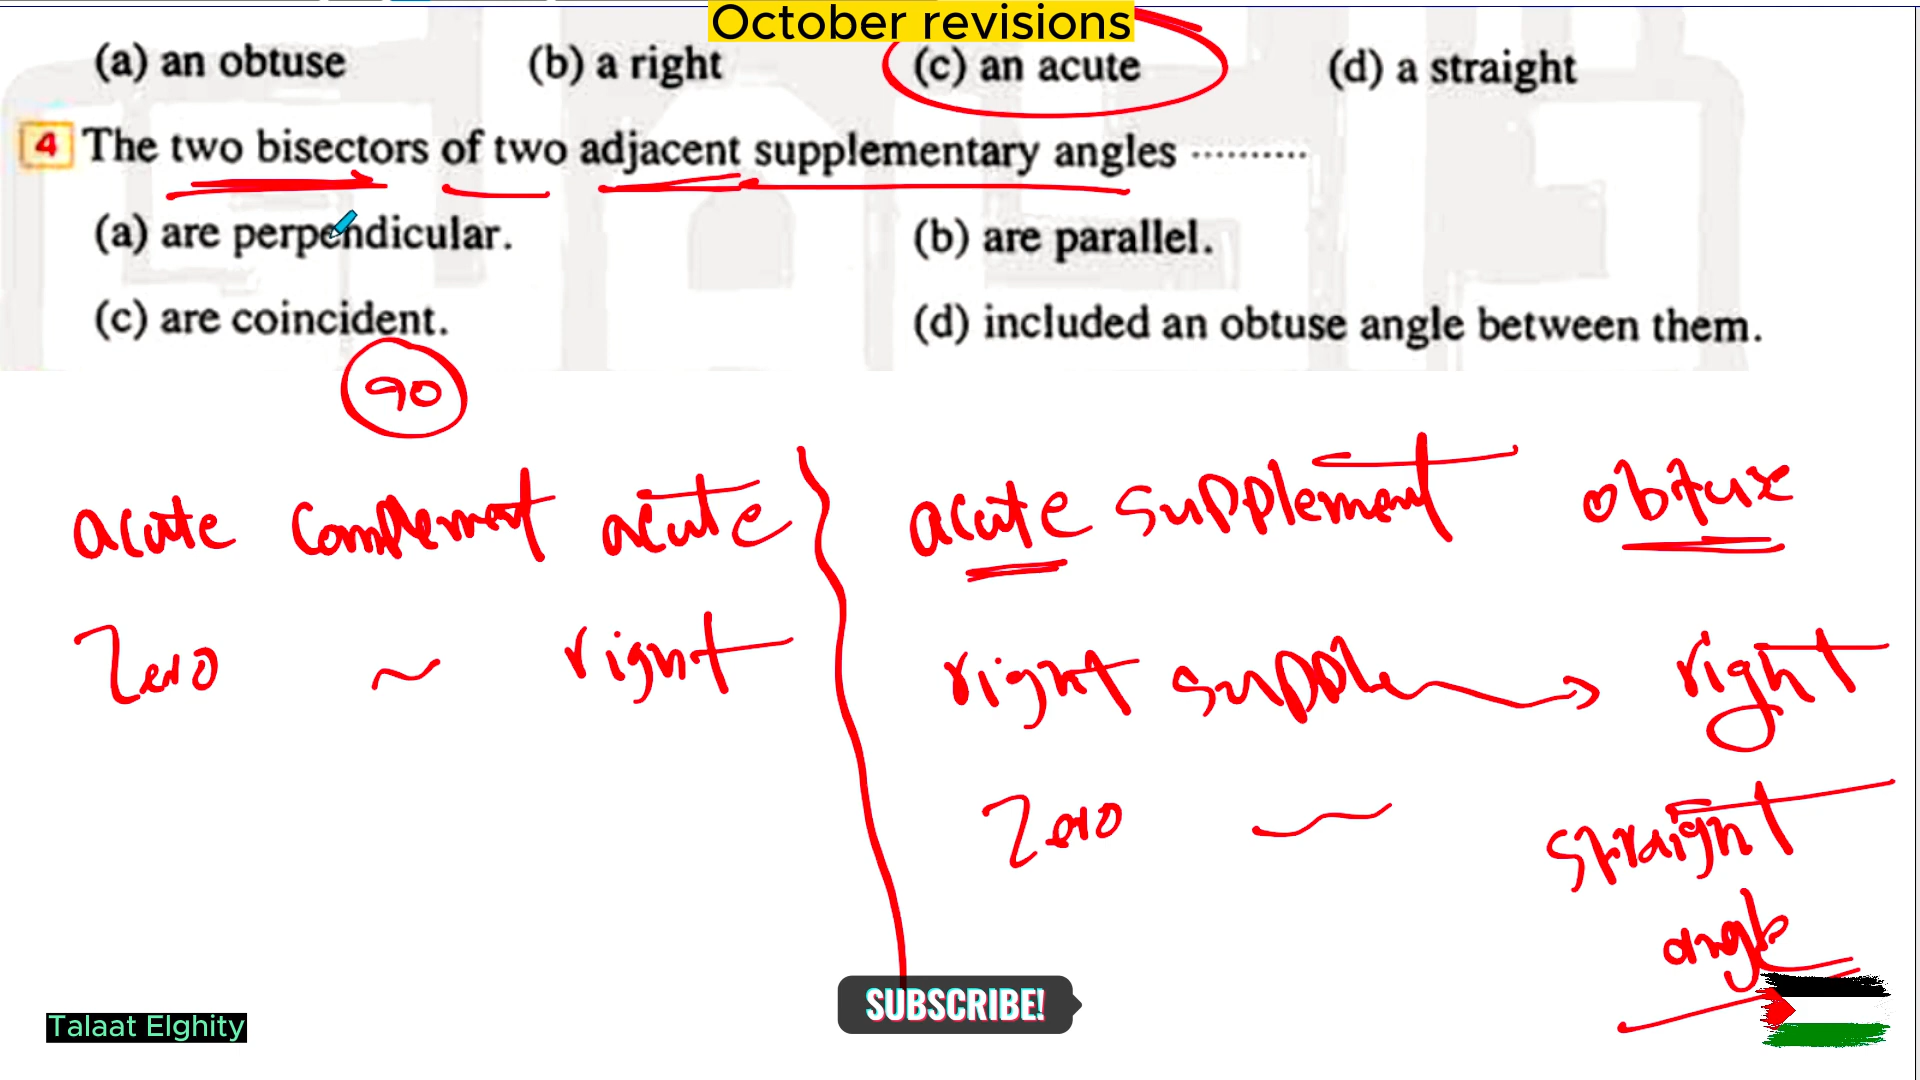 October revisions
(a) an obtuse (b) a right (c) an acute (d) a straight
4 The two bisectors of two adjacent supplementary angles ..........
(a) are perpendicular. (b) are parallel.
(c) are coincident. (d) included an obtuse angle between them.
90
acute complement acute
zero ~ right
acute supplement obtuse
right supple right
zero straight
angle
SUBSCRIBE!
Talaat Elghity